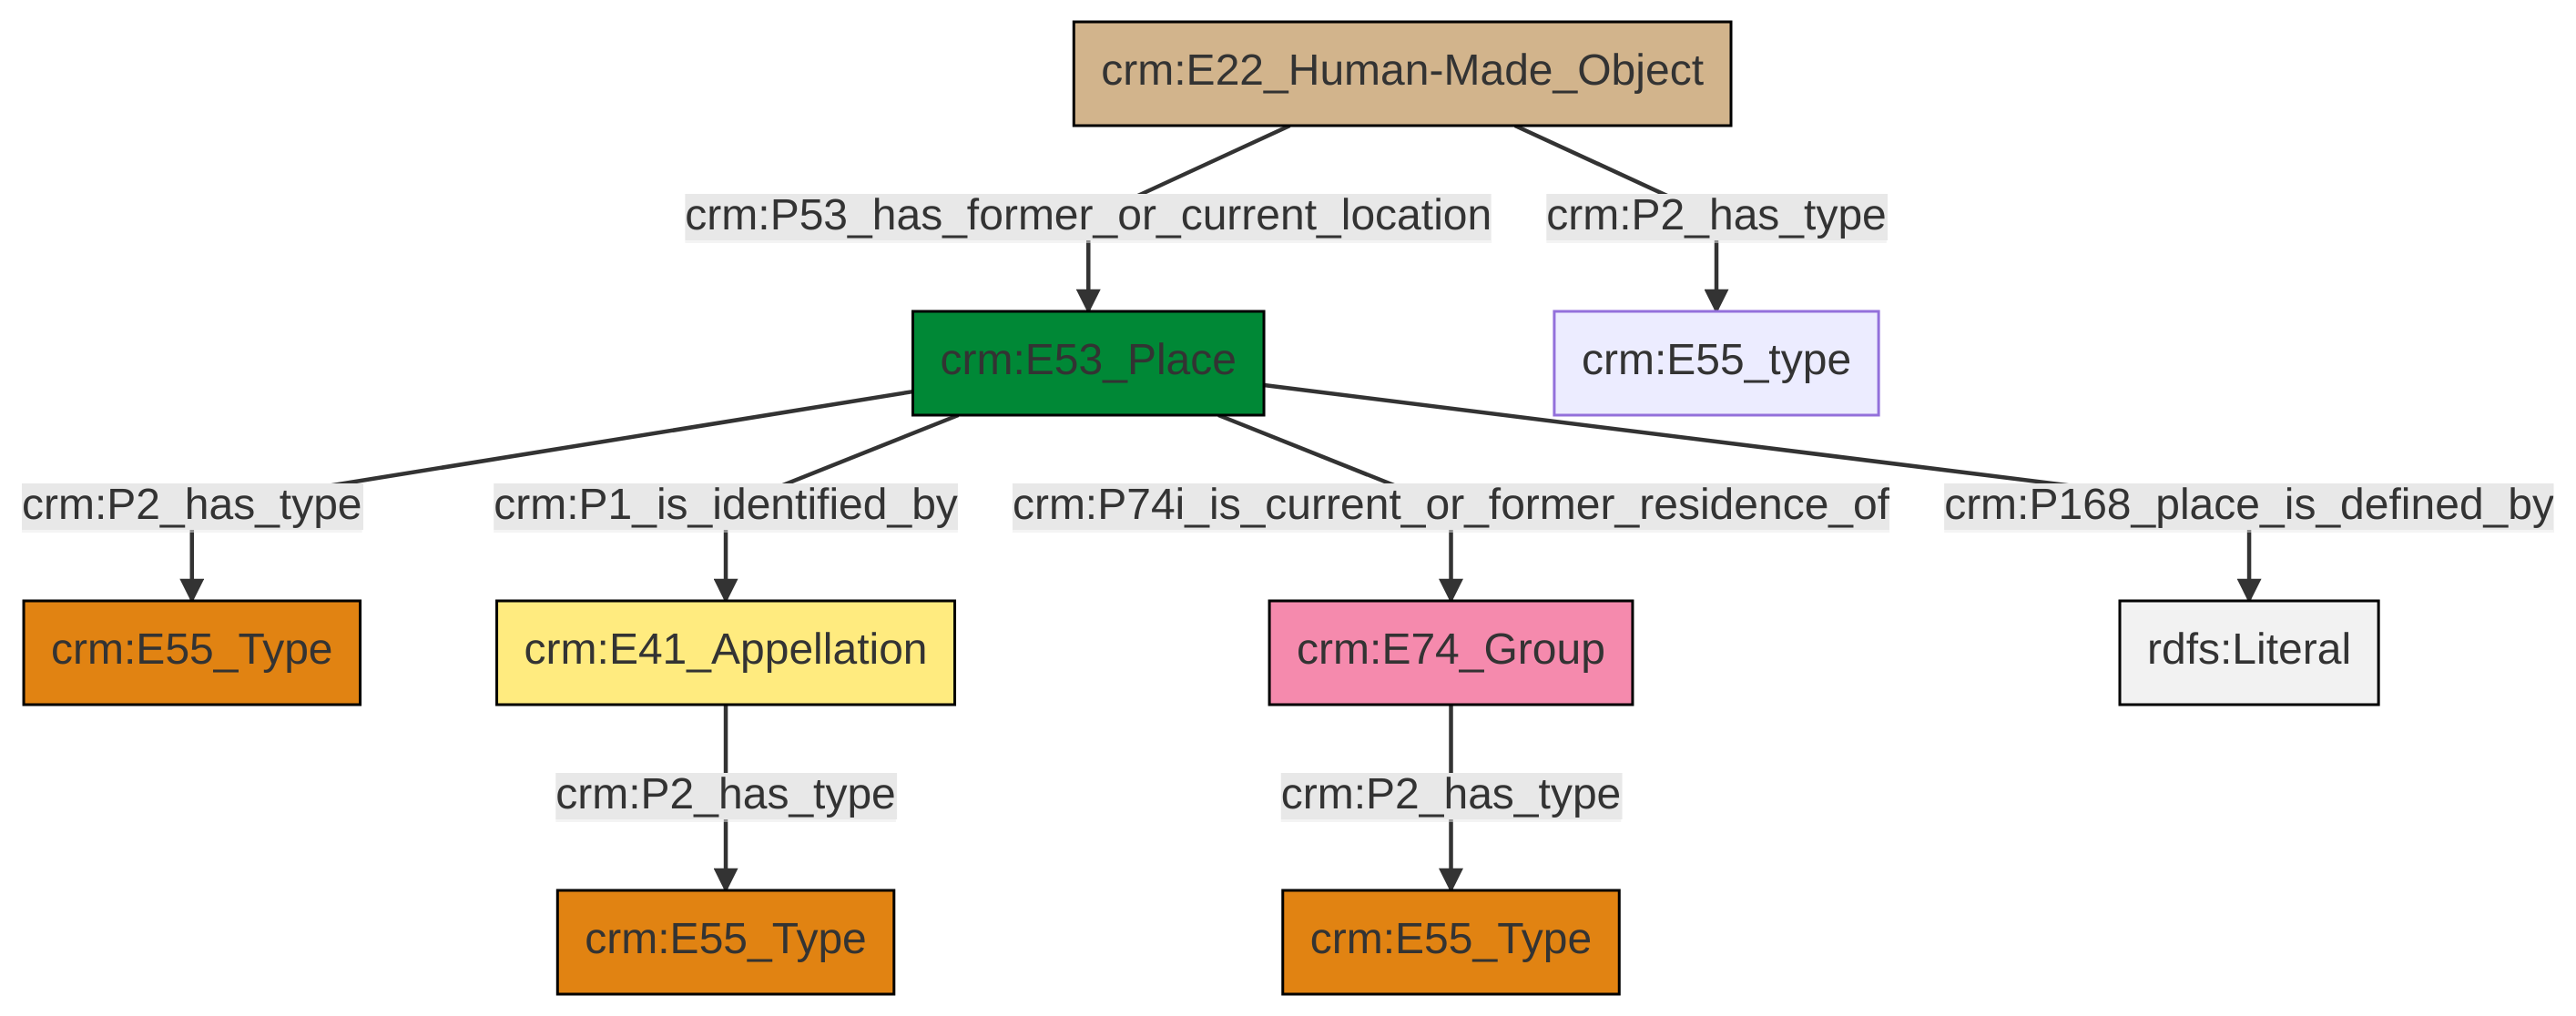 crm:E22_Human-Made_Object
crm:P53_has_former_or_current_location
crm:P2_has_type
crm:E53_Place
crm:E55_type
crm:P2_has_type
crm:P1_is_identified_by
crm:P74i_is_current_or_former_residence_of
crm:P168_place_is_defined_by
crm:E55_Type
crm:E41_Appellation
crm:E74_Group
rdfs:Literal
crm:P2_has_type
crm:P2_has_type
crm:E55_Type
crm:E55_Type